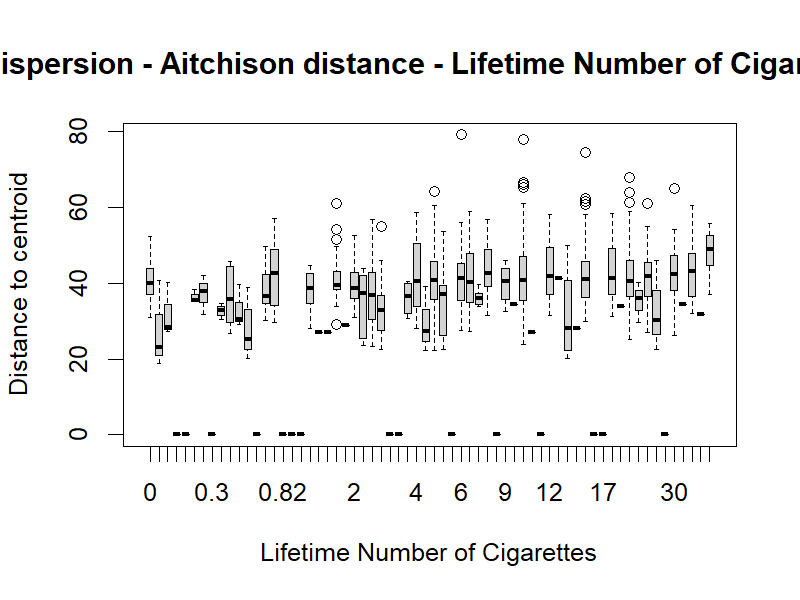 ispersion - Aitchison distance - Lifetime Number of Cigar
Distance to centroid
80
60
40
20
0
0 0.3 0.82 2 4 6 9 12 17 30
Lifetime Number of Cigarettes